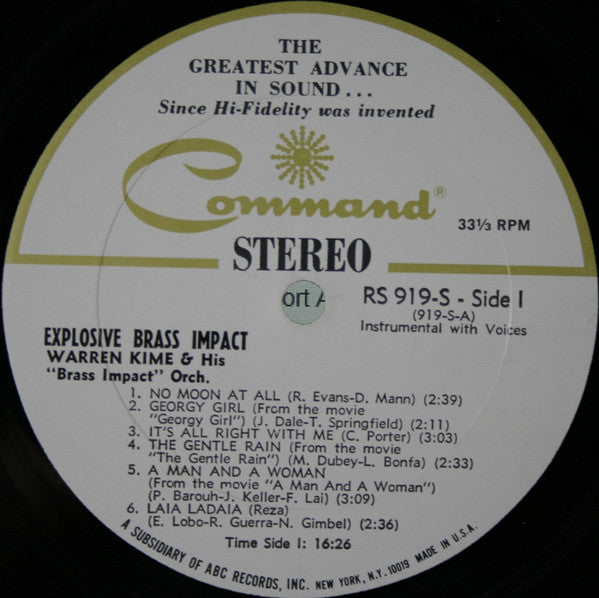 THE
GREATEST ADVANCE
IN SOUND...
Since Hi-Fidelity was invented
Command®
33⅓ RPM
STEREO
ort A
RS 919-S - Side I
(919-S-A)
Instrumental with Voices
EXPLOSIVE BRASS IMPACT
WARREN KIME & His
"Brass Impact" Orch.
1. NO MOON AT ALL (R. Evans-D. Mann) (2:39)
2. GEORGY GIRL (From the movie
"Georgy Girl") (J. Dale-T. Springfield) (2:11)
3. IT'S ALL RIGHT WITH ME (C. Porter) (3:03)
4. THE GENTLE RAIN (From the movie
"The Gentle Rain") (M. Dubey-L. Bonfa) (2:33)
5. A MAN AND A WOMAN
(From the movie "A Man And A Woman")
(P. Barouh-J. Keller-F. Lai) (3:09)
6. LAIA LADAIA (Reza)
(E. Lobo-R. Guerra-N. Gimbel) (2:36)
Time Side I: 16:26
A SUBSIDIARY OF ABC RECORDS, INC. NEW YORK, N.Y. 10019 MADE IN U.S.A.